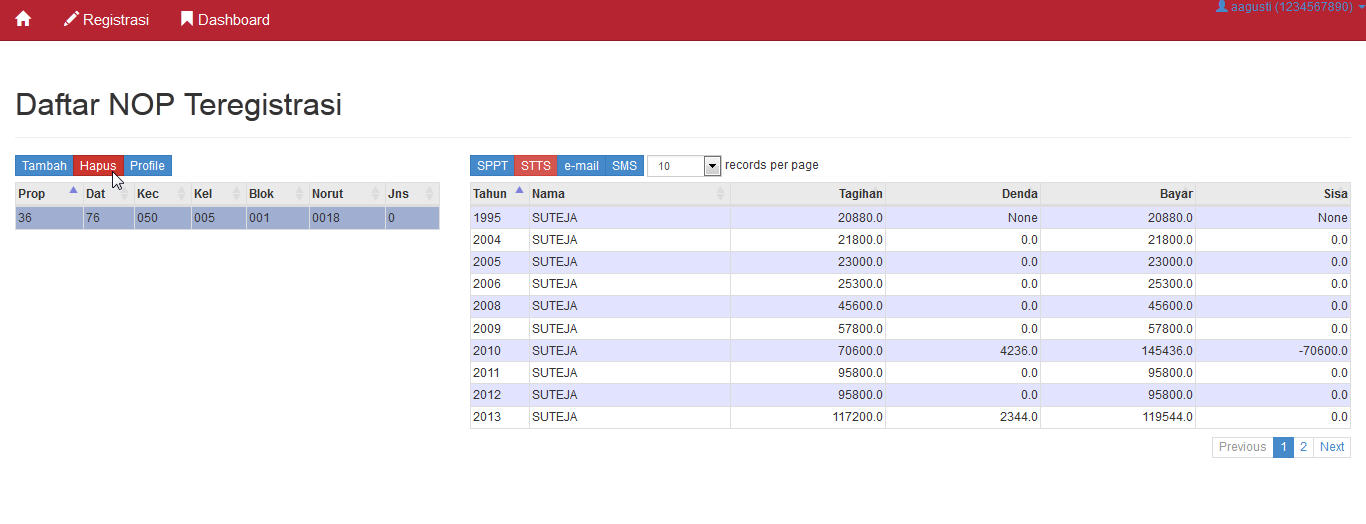 Registrasi Dashboard aagusti (1234567890)
Daftar NOP Teregistrasi
Tambah Hapus Profile
Prop Dat Kec Kel Blok Norut Jns
36 76 050 005 001 0018 0
SPPT STTS e-mail SMS 10 records per page
Tahun Nama Tagihan Denda Bayar Sisa
1995 SUTEJA 20880.0 None 20880.0 None
2004 SUTEJA 21800.0 0.0 21800.0 0.0
2005 SUTEJA 23000.0 0.0 23000.0 0.0
2006 SUTEJA 25300.0 0.0 25300.0 0.0
2008 SUTEJA 45600.0 0.0 45600.0 0.0
2009 SUTEJA 57800.0 0.0 57800.0 0.0
2010 SUTEJA 70600.0 4236.0 145436.0 -70600.0
2011 SUTEJA 95800.0 0.0 95800.0 0.0
2012 SUTEJA 95800.0 0.0 95800.0 0.0
2013 SUTEJA 117200.0 2344.0 119544.0 0.0
Previous 1 2 Next